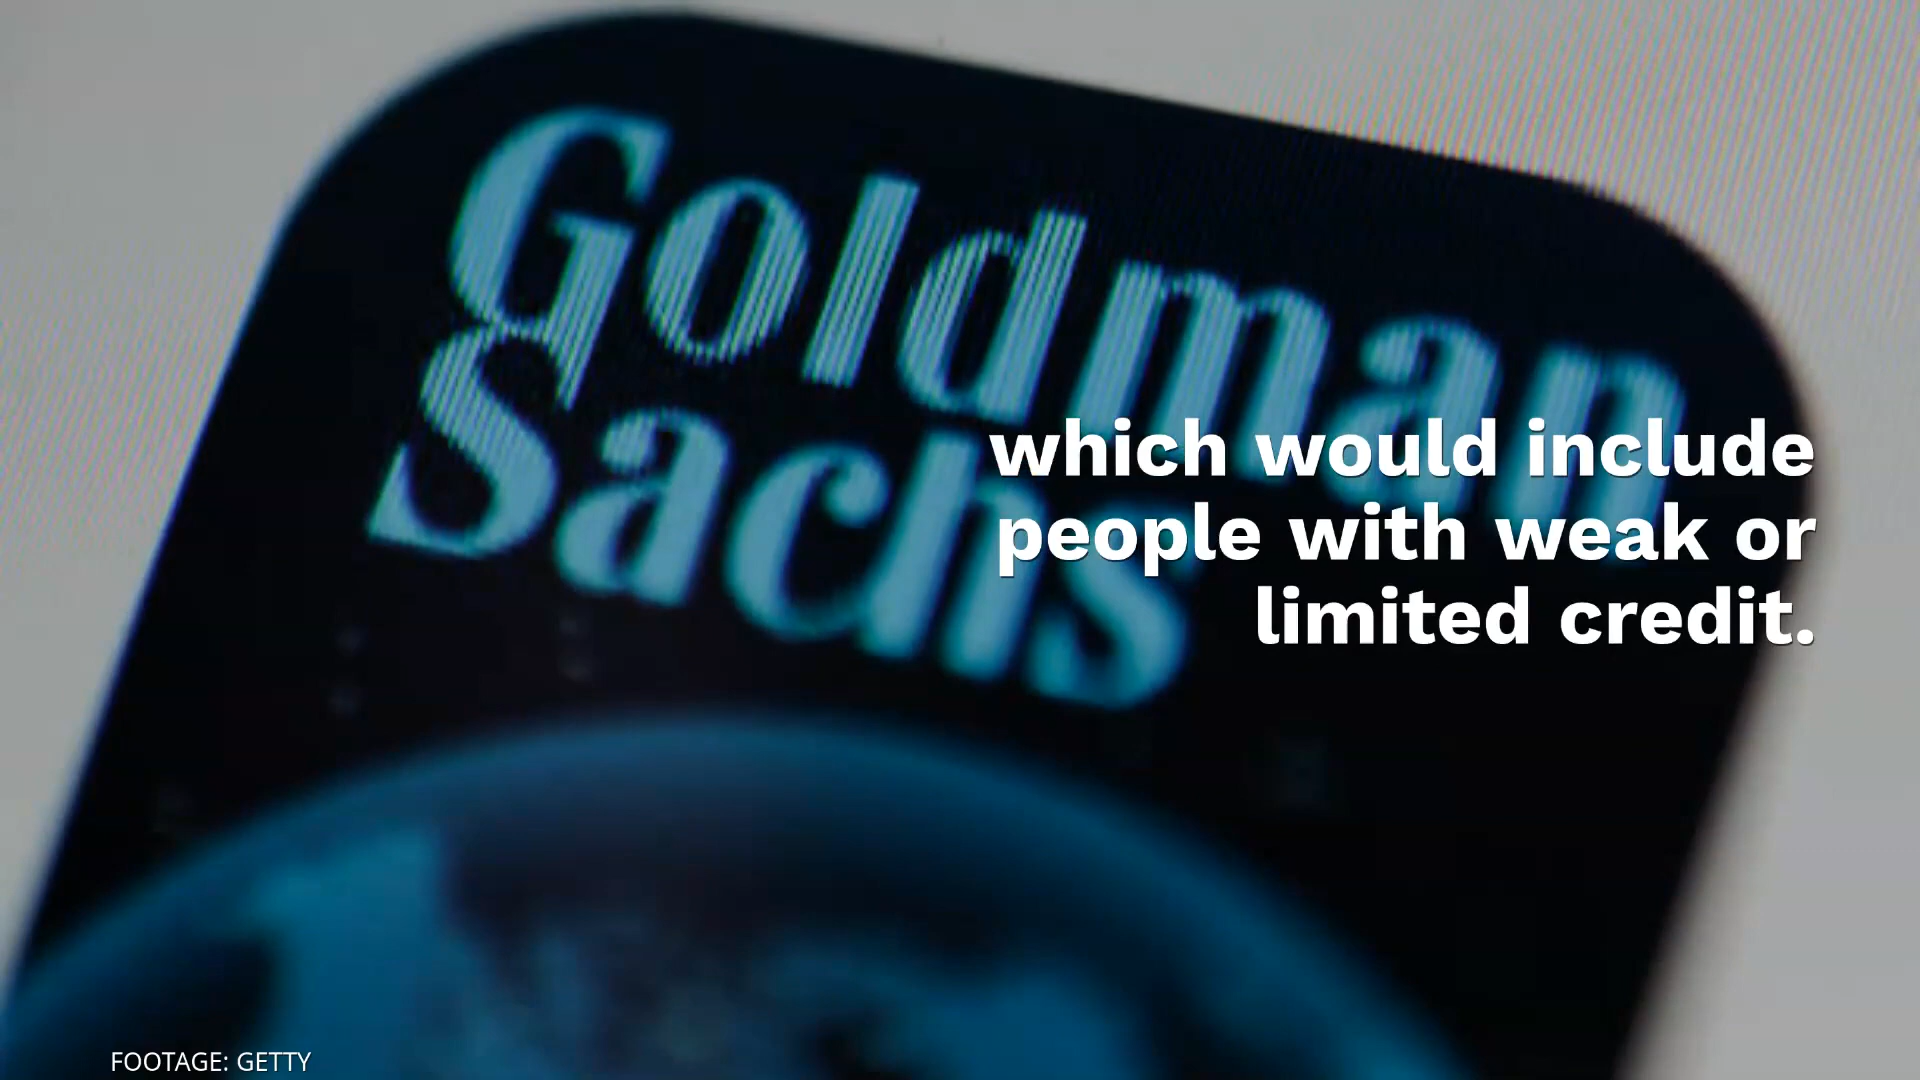 Goldman
Sachs
which would include
people with weak or
limited credit.
FOOTAGE: GETTY